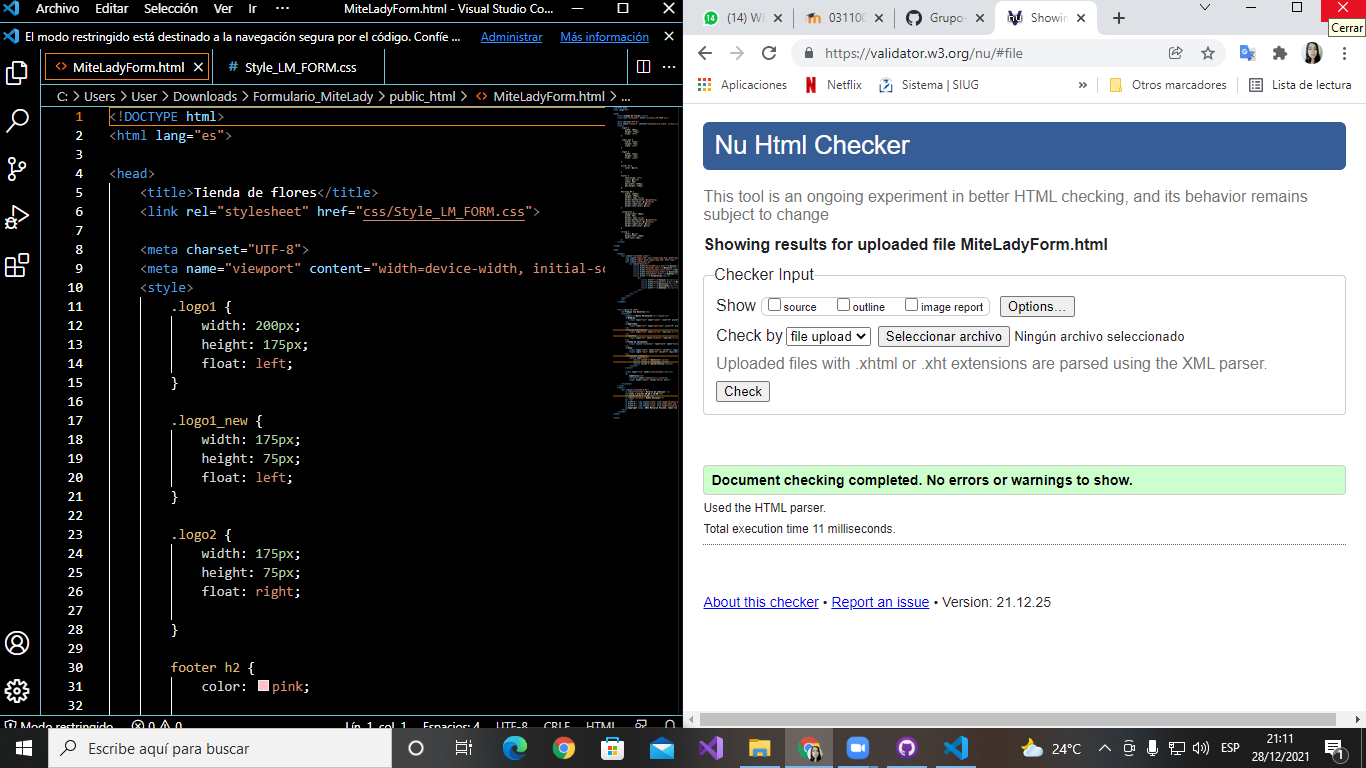 Archivo Editar Selección Ver Ir ··· MiteLadyForm.html - Visual Studio Co...
El modo restringido está destinado a la navegación segura por el código. Confíe ... Administrar Más información
MiteLadyForm.html
# Style_LM_FORM.css
C: > Users > User > Downloads > Formulario_MiteLady > public_html > MiteLadyForm.html > ...
1 <!DOCTYPE html>
2 <html lang="es">
3
4 <head>
5 <title>Tienda de flores</title>
6 <link rel="stylesheet" href="css/Style_LM_FORM.css">
7
8 <meta charset="UTF-8">
9 <meta name="viewport" content="width=device-width, initial-sc
10 <style>
11 .logo1 {
12 width: 200px;
13 height: 175px;
14 float: left;
15 }
16
17 .logo1_new {
18 width: 175px;
19 height: 75px;
20 float: left;
21 }
22
23 .logo2 {
24 width: 175px;
25 height: 75px;
26 float: right;
27
28 }
29
30 footer h2 {
31 color: pink;
32
Modo restringido 0 0 Lín. 1, col. 1 Espacios: 4 UTF-8 CRLF HTML
14 (14) W
031100
Grupo-
Showin
Cerrar
https://validator.w3.org/nu/#file
Aplicaciones Netflix Sistema | SIUG » Otros marcadores Lista de lectura
Nu Html Checker
This tool is an ongoing experiment in better HTML checking, and its behavior remains
subject to change
Showing results for uploaded file MiteLadyForm.html
Checker Input
Show source outline image report Options...
Check by file upload Seleccionar archivo Ningún archivo seleccionado
Uploaded files with .xhtml or .xht extensions are parsed using the XML parser.
Check
Document checking completed. No errors or warnings to show.
Used the HTML parser.
Total execution time 11 milliseconds.
About this checker • Report an issue • Version: 21.12.25
Escribe aquí para buscar
24°C
ESP
21:11
28/12/2021
1